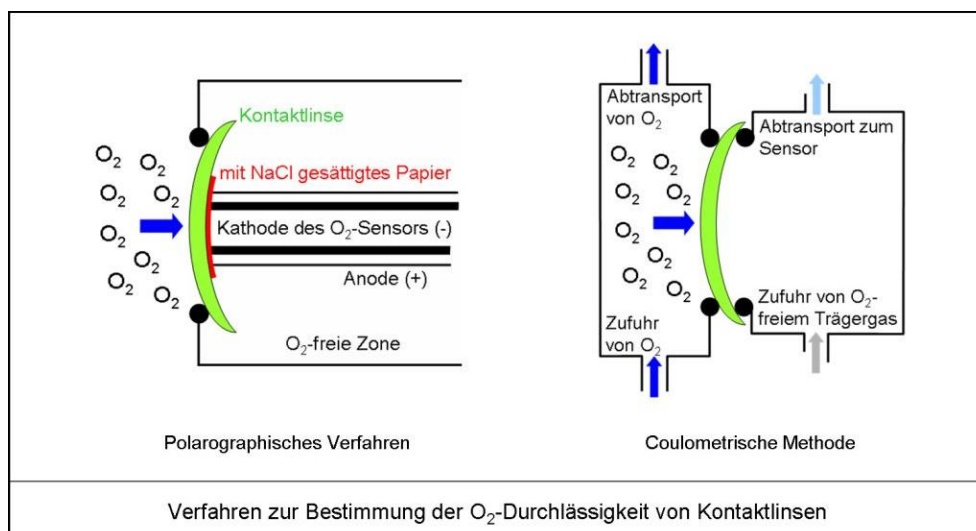 Kontaktlinse
O₂
O₂
O₂
O₂
O₂
O₂
O₂
O₂
mit NaCl gesättigtes Papier
Kathode des O₂-Sensors (-)
Anode (+)
O₂-freie Zone
Polarographisches Verfahren
Abtransport
von O₂
O₂
O₂
O₂
O₂
O₂
O₂
O₂
O₂
Zufuhr
von O₂
Abtransport zum
Sensor
Zufuhr von O₂-
freiem Trägergas
Coulometrische Methode
Verfahren zur Bestimmung der O₂-Durchlässigkeit von Kontaktlinsen